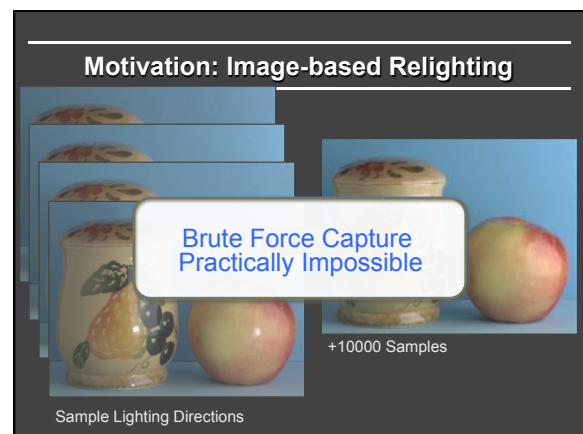 Motivation: Image-based Relighting
Brute Force Capture
Practically Impossible
+10000 Samples
Sample Lighting Directions